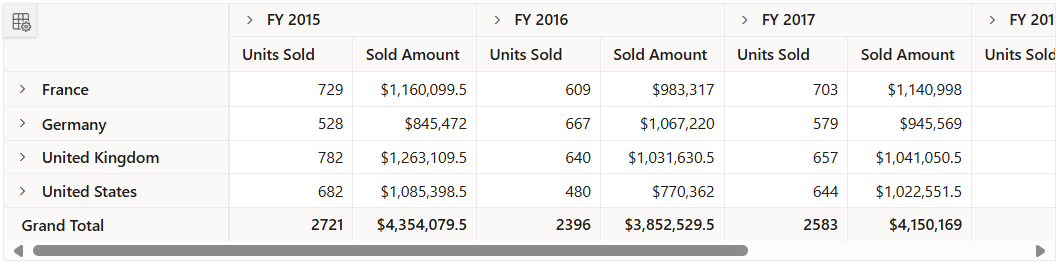 FY 2015 FY 2016 FY 2017 FY 201
Units Sold Sold Amount Units Sold Sold Amount Units Sold Sold Amount Units Sold
France 729 $1,160,099.5 609 $983,317 703 $1,140,998
Germany 528 $845,472 667 $1,067,220 579 $945,569
United Kingdom 782 $1,263,109.5 640 $1,031,630.5 657 $1,041,050.5
United States 682 $1,085,398.5 480 $770,362 644 $1,022,551.5
Grand Total 2721 $4,354,079.5 2396 $3,852,529.5 2583 $4,150,169